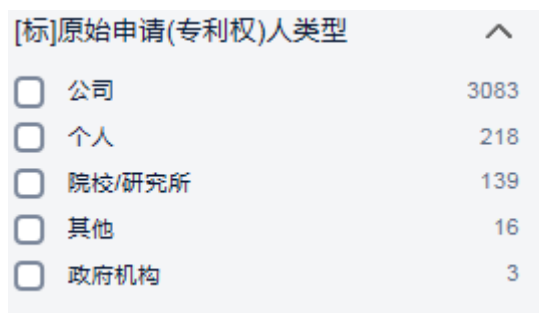 [标]原始申请(专利权)人类型
公司 3083
个人 218
院校/研究所 139
其他 16
政府机构 3